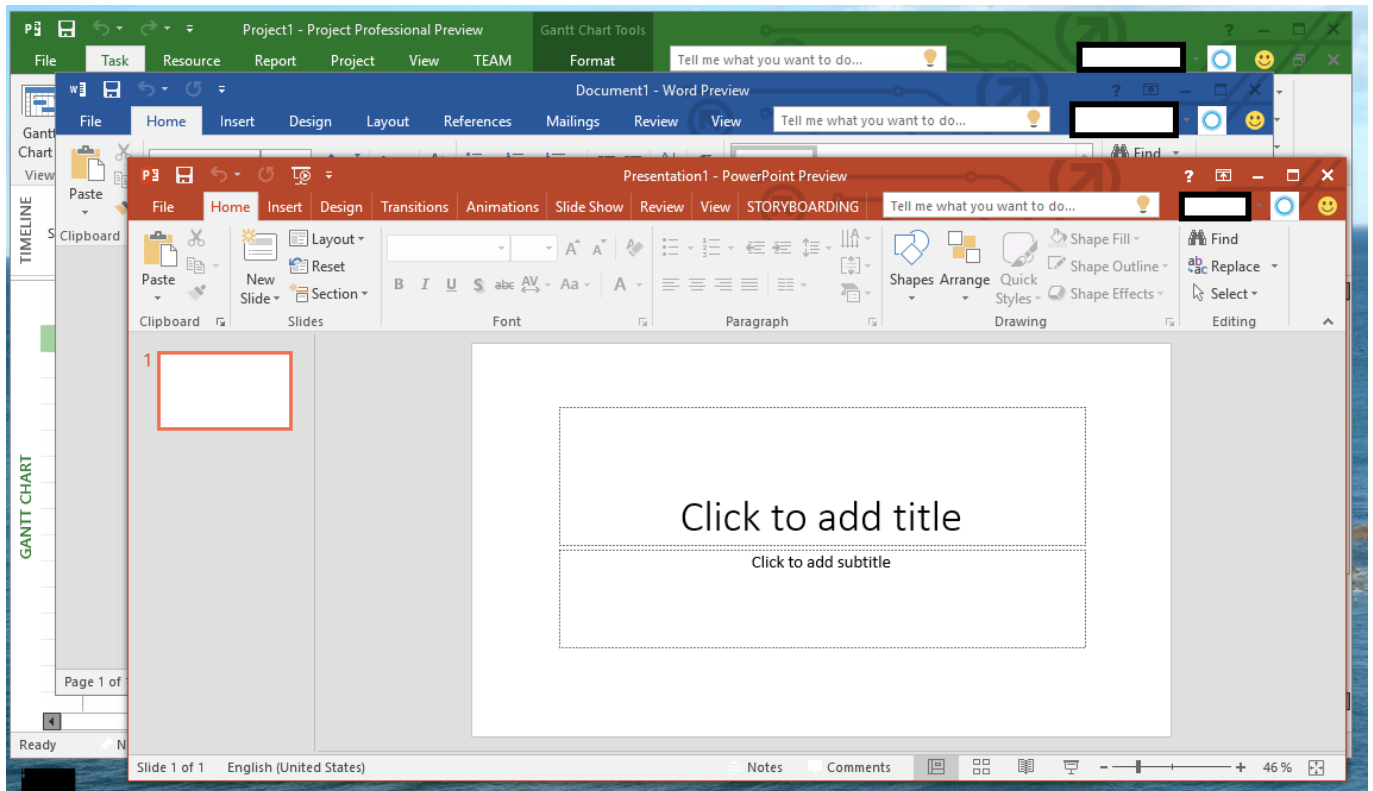 Project1 - Project Professional Preview
Gantt Chart Tools
File Task Resource Report Project View TEAM Format Tell me what you want to do...
Document1 - Word Preview
File Home Insert Design Layout References Mailings Review View Tell me what you want to do...
Gantt
Chart
View
Paste
Clipboard
Find
TIMELINE
GANTT CHART
Presentation1 - PowerPoint Preview
File Home Insert Design Transitions Animations Slide Show Review View STORYBOARDING Tell me what you want to do...
Layout Shape Fill Find
Paste New Reset Shapes Arrange Quick Shape Outline Replace
Slide Section Styles Shape Effects Select
Clipboard Slides Font Paragraph Drawing Editing
1
Click to add title
Click to add subtitle
Page 1 of
Ready
Slide 1 of 1 English (United States) Notes Comments 46 %